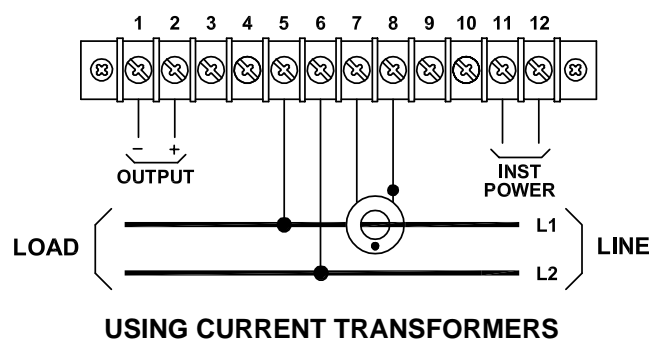 1 2 3 4 5 6 7 8 9 10 11 12
− +
OUTPUT
INST
POWER
LOAD
L1
LINE
L2
USING CURRENT TRANSFORMERS